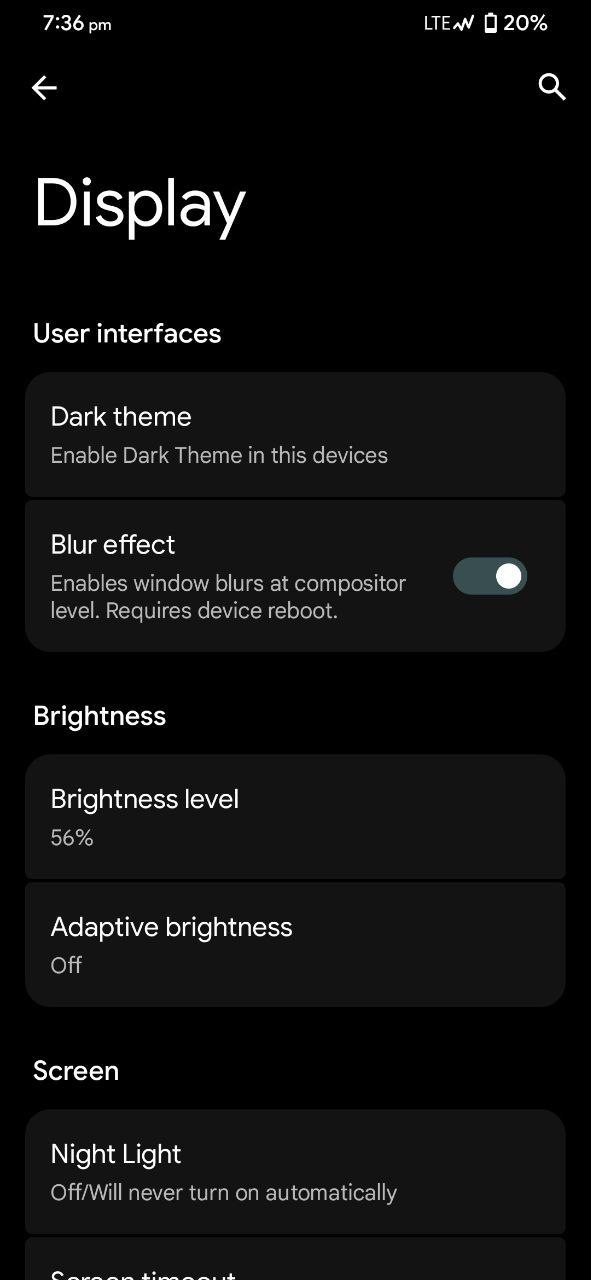 7:36 pm
LTE 20%
Display
User interfaces
Dark theme
Enable Dark Theme in this devices
Blur effect
Enables window blurs at compositor
level. Requires device reboot.
Brightness
Brightness level
56%
Adaptive brightness
Off
Screen
Night Light
Off/Will never turn on automatically
Screen timeout